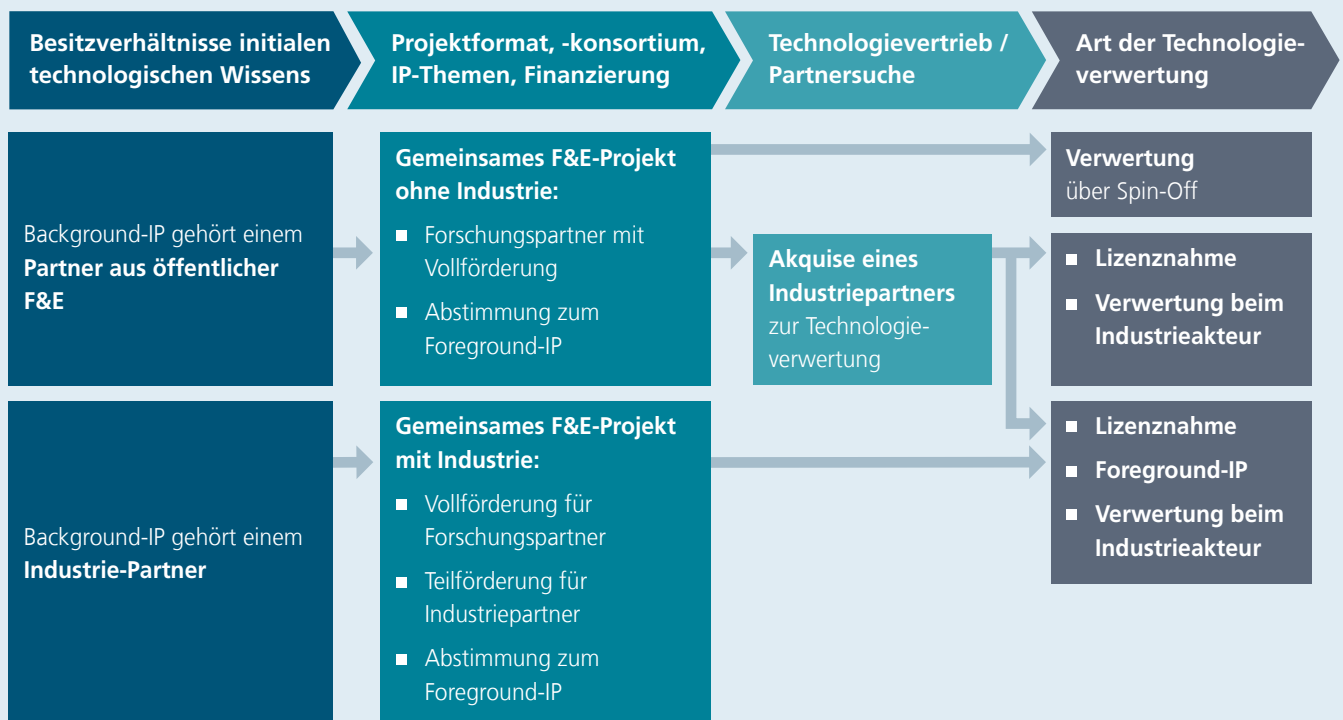 Besitzverhältnisse initialen
technologischen Wissens
Projektformat, -konsortium,
IP-Themen, Finanzierung
Technologievertrieb /
Partnersuche
Art der Technologie-
verwertung
Background-IP gehört einem
Partner aus öffentlicher
F&E
Gemeinsames F&E-Projekt
ohne Industrie:
■ Forschungspartner mit
Vollförderung
■ Abstimmung zum
Foreground-IP
Akquise eines
Industriepartners
zur Technologie-
verwertung
Verwertung
über Spin-Off
■ Lizenznahme
■ Verwertung beim
Industrieakteur
Background-IP gehört einem
Industrie-Partner
Gemeinsames F&E-Projekt
mit Industrie:
■ Vollförderung für
Forschungspartner
■ Teilförderung für
Industriepartner
■ Abstimmung zum
Foreground-IP
■ Lizenznahme
■ Foreground-IP
■ Verwertung beim
Industrieakteur